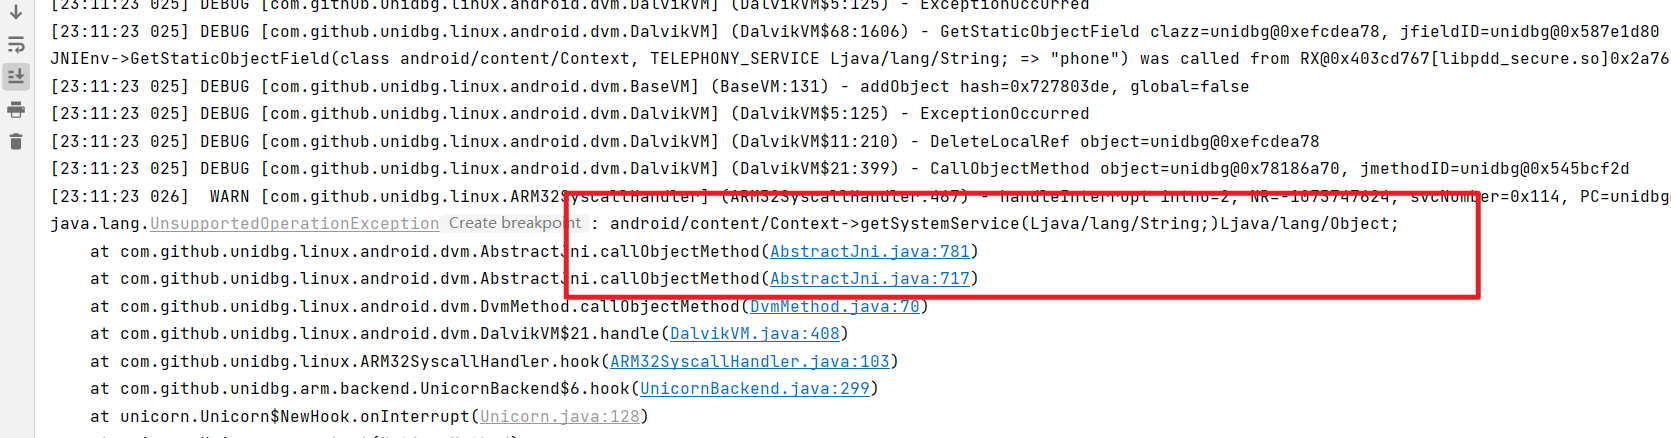 [23:11:23 025] DEBUG [com.github.unidbg.linux.android.dvm.DalvikVM] (DalvikVM$5:125) - ExceptionOccurred
[23:11:23 025] DEBUG [com.github.unidbg.linux.android.dvm.DalvikVM] (DalvikVM$68:1606) - GetStaticObjectField clazz=unidbg@0xefcdea78, jfieldID=unidbg@0x587e1d80
JNIEnv->GetStaticObjectField(class android/content/Context, TELEPHONY_SERVICE Ljava/lang/String; => "phone") was called from RX@0x403cd767[libpdd_secure.so]0x2a76
[23:11:23 025] DEBUG [com.github.unidbg.linux.android.dvm.BaseVM] (BaseVM:131) - addObject hash=0x727803de, global=false
[23:11:23 025] DEBUG [com.github.unidbg.linux.android.dvm.DalvikVM] (DalvikVM$5:125) - ExceptionOccurred
[23:11:23 025] DEBUG [com.github.unidbg.linux.android.dvm.DalvikVM] (DalvikVM$11:210) - DeleteLocalRef object=unidbg@0xefcdea78
[23:11:23 025] DEBUG [com.github.unidbg.linux.android.dvm.DalvikVM] (DalvikVM$21:399) - CallObjectMethod object=unidbg@0x78186a70, jmethodID=unidbg@0x545bcf2d
[23:11:23 026]  WARN [com.github.unidbg.linux.ARM32SyscallHandler] (ARM32SyscallHandler:467) - handleInterrupt intno=2, NR=-1073747624, svcNumber=0x114, PC=unidbg
java.lang.UnsupportedOperationException Create breakpoint : android/content/Context->getSystemService(Ljava/lang/String;)Ljava/lang/Object;
at com.github.unidbg.linux.android.dvm.AbstractJni.callObjectMethod(AbstractJni.java:781)
at com.github.unidbg.linux.android.dvm.AbstractJni.callObjectMethod(AbstractJni.java:717)
at com.github.unidbg.linux.android.dvm.DvmMethod.callObjectMethod(DvmMethod.java:70)
at com.github.unidbg.linux.android.dvm.DalvikVM$21.handle(DalvikVM.java:408)
at com.github.unidbg.linux.ARM32SyscallHandler.hook(ARM32SyscallHandler.java:103)
at com.github.unidbg.arm.backend.UnicornBackend$6.hook(UnicornBackend.java:299)
at unicorn.Unicorn$NewHook.onInterrupt(Unicorn.java:128)